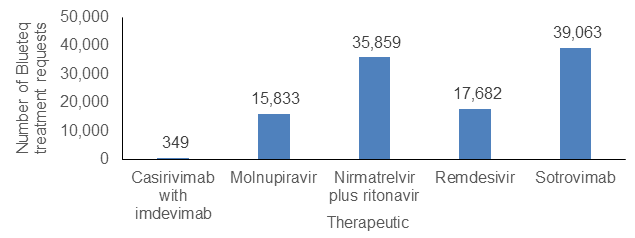 Number of Blueteq
treatment requests
50,000
40,000
30,000
20,000
10,000
0
349
15,833
35,859
17,682
39,063
Casirivimab
with
imdevimab
Molnupiravir
Nirmatrelvir
plus ritonavir
Remdesivir
Sotrovimab
Therapeutic